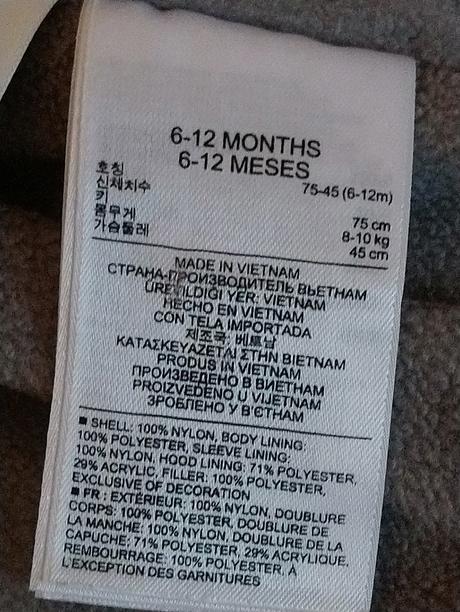 6-12 MONTHS
6-12 MESES
호칭
신체치수 75-45 (6-12m)
키 75 cm
몸무게 8-10 kg
가슴둘레 45 cm
MADE IN VIETNAM
СТРАНА-ПРОИЗВОДИТЕЛЬ ВЬЕТНАМ
ÜRETİLDİĞİ YER: VIETNAM
HECHO EN VIETNAM
CON TELA IMPORTADA
제조국: 베트남
ΚΑΤΑΣΚΕΥΑΖΕΤΑΙ ΣΤΗΝ ΒΙΕΤΝΑΜ
PRODUS IN VIETNAM
ПРОИЗВЕДЕНО В ВИЕТНАМ
PROIZVEDENO U VIJETNAM
ЗРОБЛЕНО У В'ЄТНАМ
■ SHELL: 100% NYLON, BODY LINING:
100% POLYESTER, SLEEVE LINING:
100% NYLON, HOOD LINING: 71% POLYESTER,
29% ACRYLIC, FILLER: 100% POLYESTER,
EXCLUSIVE OF DECORATION
■ FR : EXTÉRIEUR: 100% NYLON, DOUBLURE
CORPS: 100% POLYESTER, DOUBLURE DE
LA MANCHE: 100% NYLON, DOUBLURE DE LA
CAPUCHE: 71% POLYESTER, 29% ACRYLIQUE,
REMBOURRAGE: 100% POLYESTER, À
L'EXCEPTION DES GARNITURES